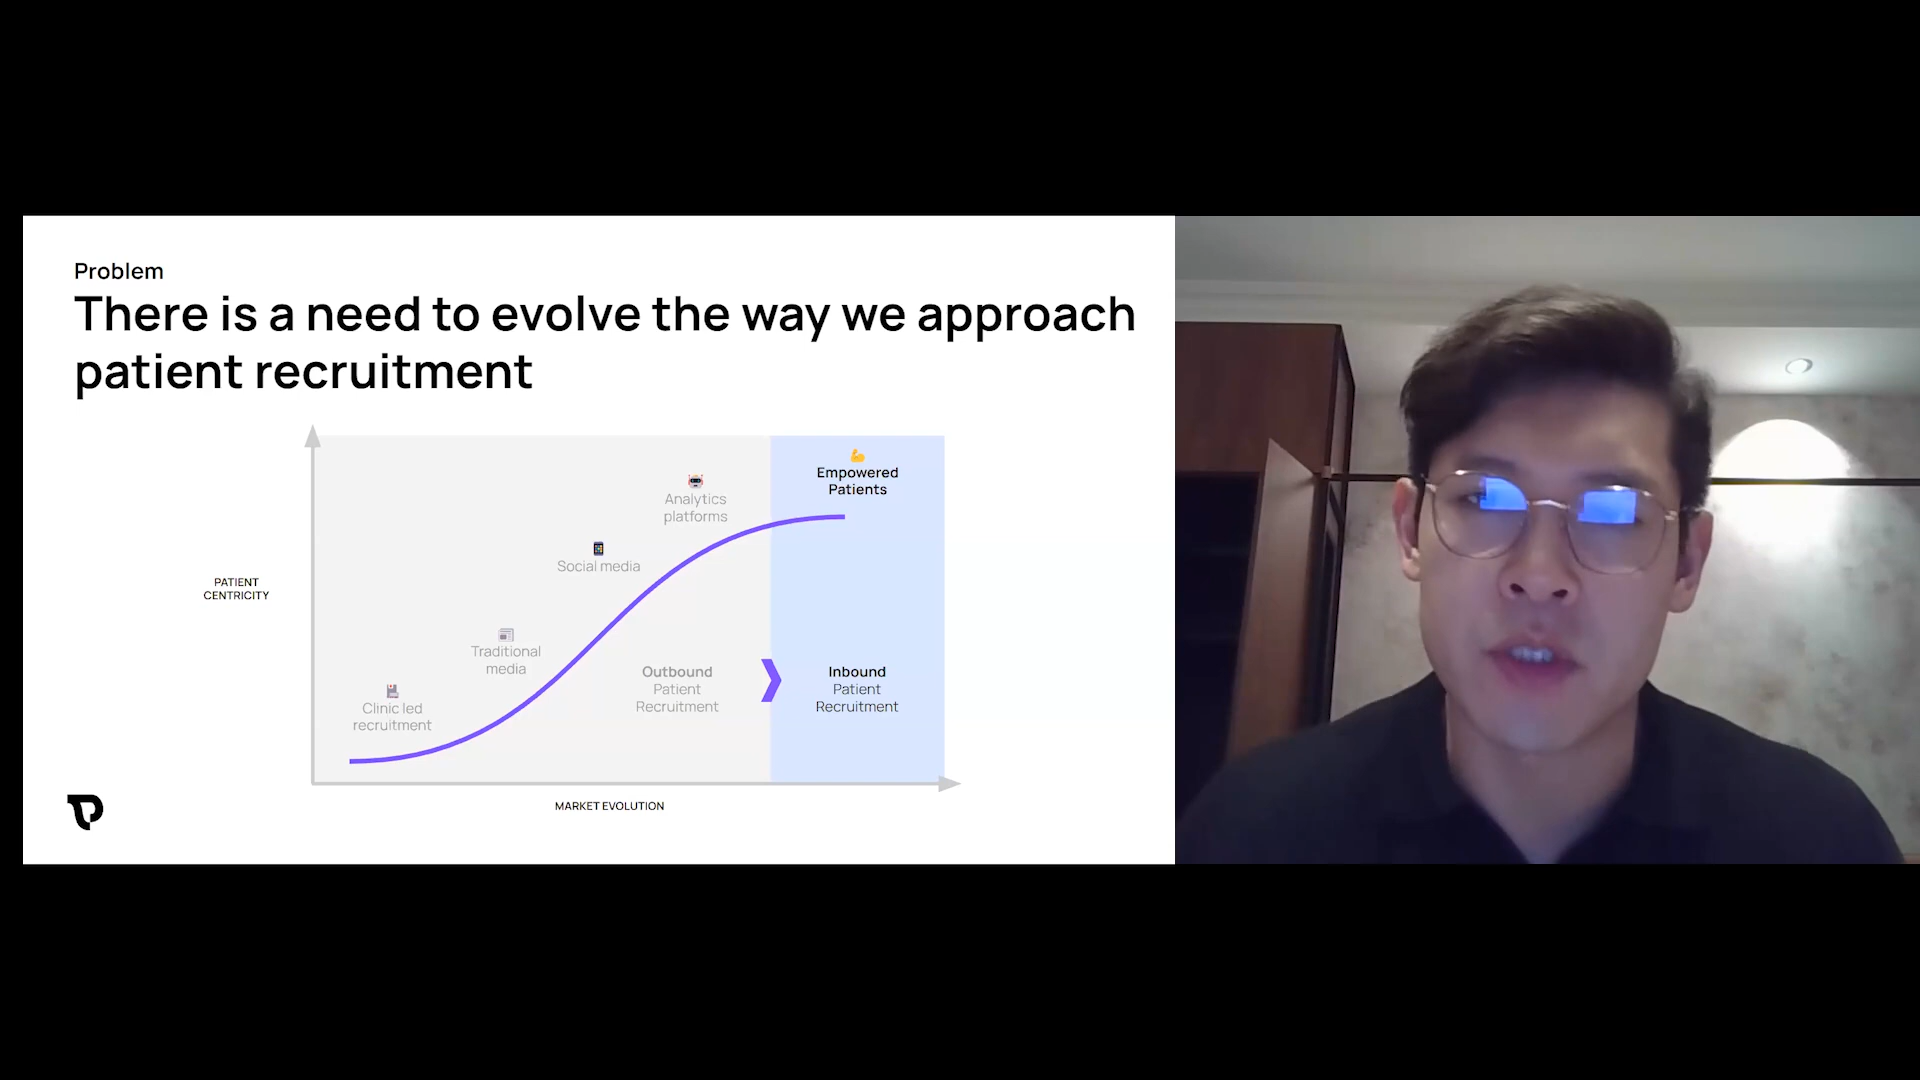 Problem
There is a need to evolve the way we approach
patient recruitment
Empowered
Patients
Analytics
platforms
Social media
PATIENT
CENTRICITY
Traditional
media
Outbound
Patient
Recruitment
Inbound
Patient
Recruitment
Clinic led
recruitment
MARKET EVOLUTION